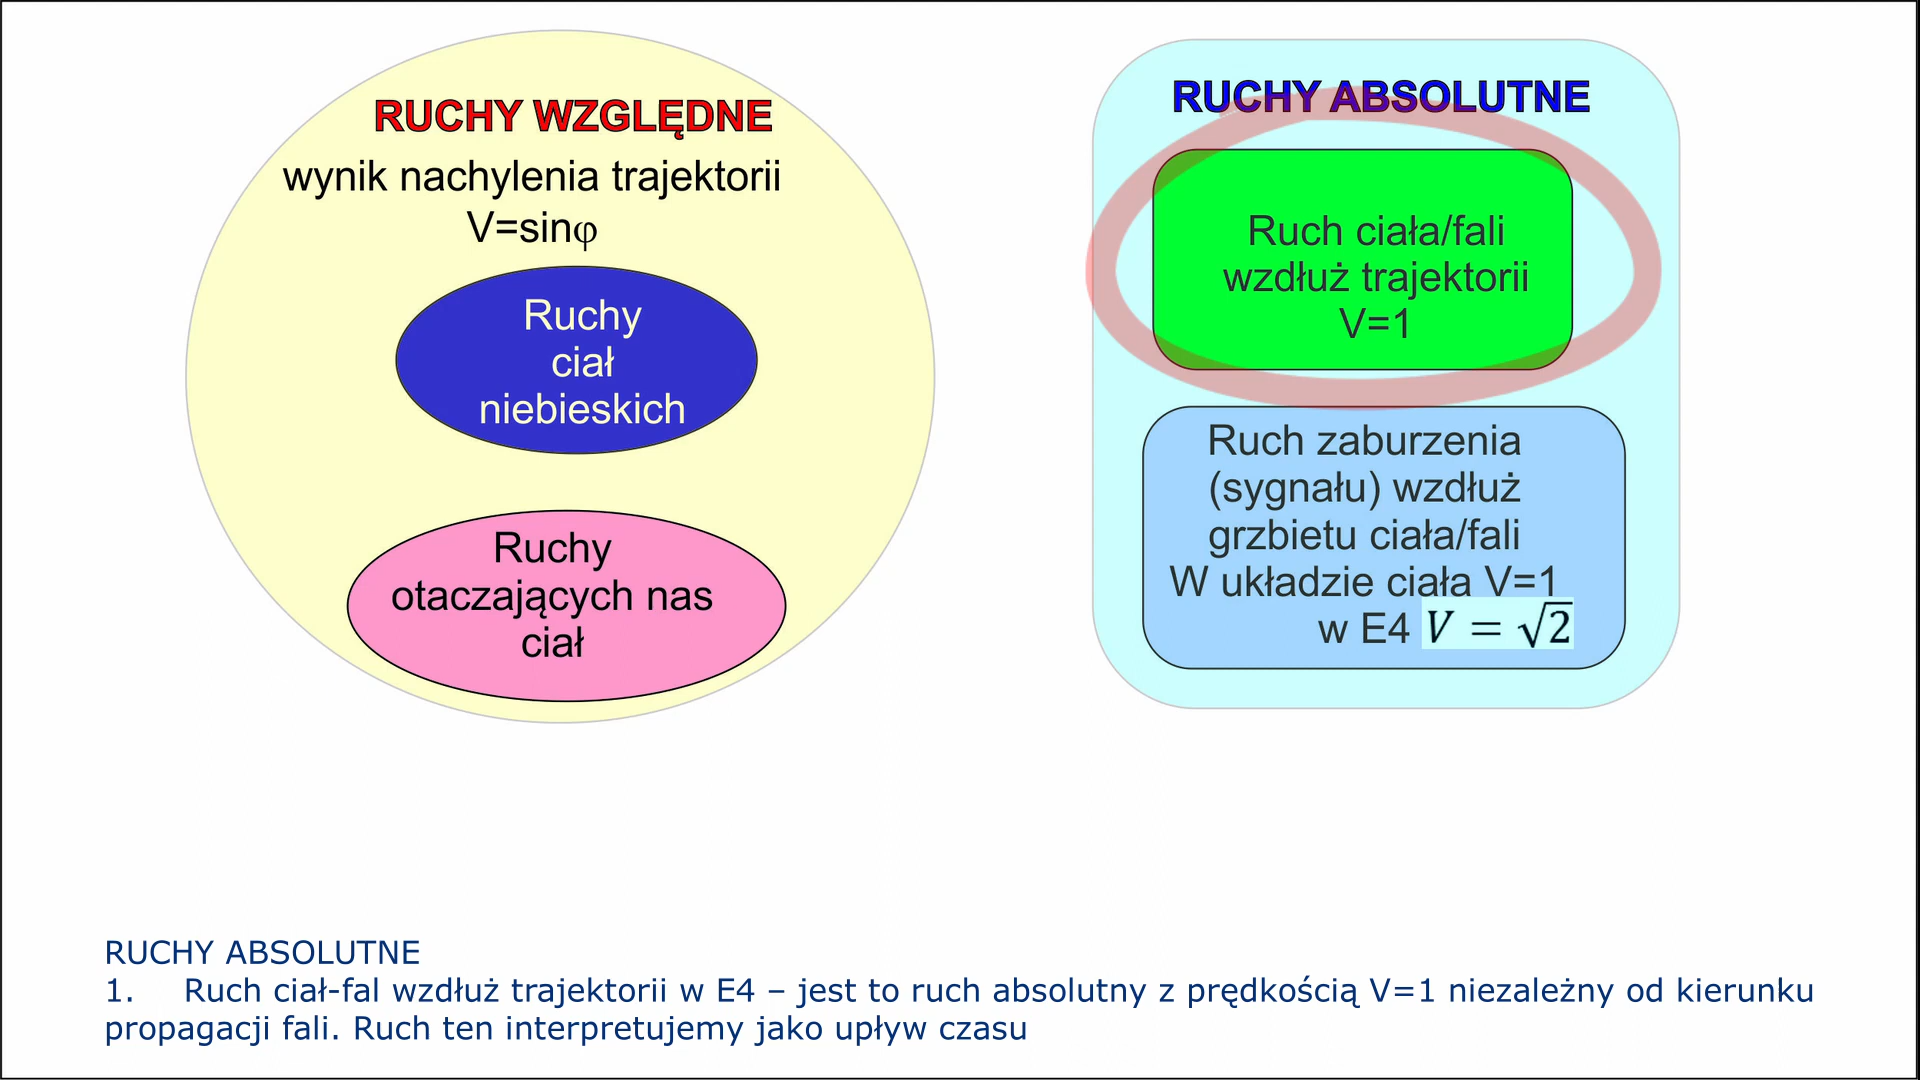 RUCHY WZGLĘDNE
wynik nachylenia trajektorii
V=sinφ
Ruchy
ciał
niebieskich
Ruchy
otaczających nas
ciał
RUCHY ABSOLUTNE
Ruch ciała/fali
wzdłuż trajektorii
V=1
Ruch zaburzenia
(sygnału) wzdłuż
grzbietu ciała/fali
W układzie ciała V=1
w E4 V = √2
RUCHY ABSOLUTNE
1. Ruch ciał-fal wzdłuż trajektorii w E4 – jest to ruch absolutny z prędkością V=1 niezależny od kierunku
propagacji fali. Ruch ten interpretujemy jako upływ czasu